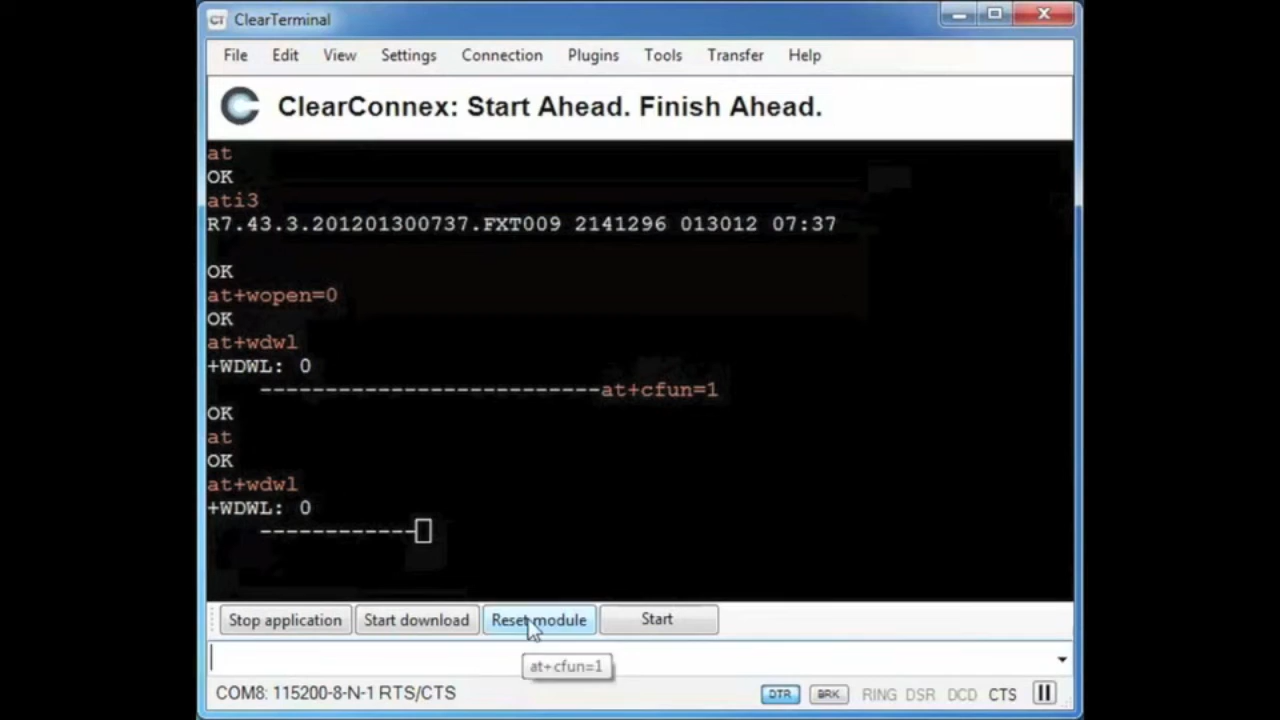 CT ClearTerminal
File Edit View Settings Connection Plugins Tools Transfer Help
ClearConnex: Start Ahead. Finish Ahead.
at
OK
ati3
R7.43.3.201201300737.FXT009 2141296 013012 07:37
OK
at+wopen=0
OK
at+wdwl
+WDWL: 0
--------------------------at+cfun=1
OK
at
OK
at+wdwl
+WDWL: 0
------------
Stop application Start download Reset module Start
at+cfun=1
COM8: 115200-8-N-1 RTS/CTS DTR BRK RING DSR DCD CTS